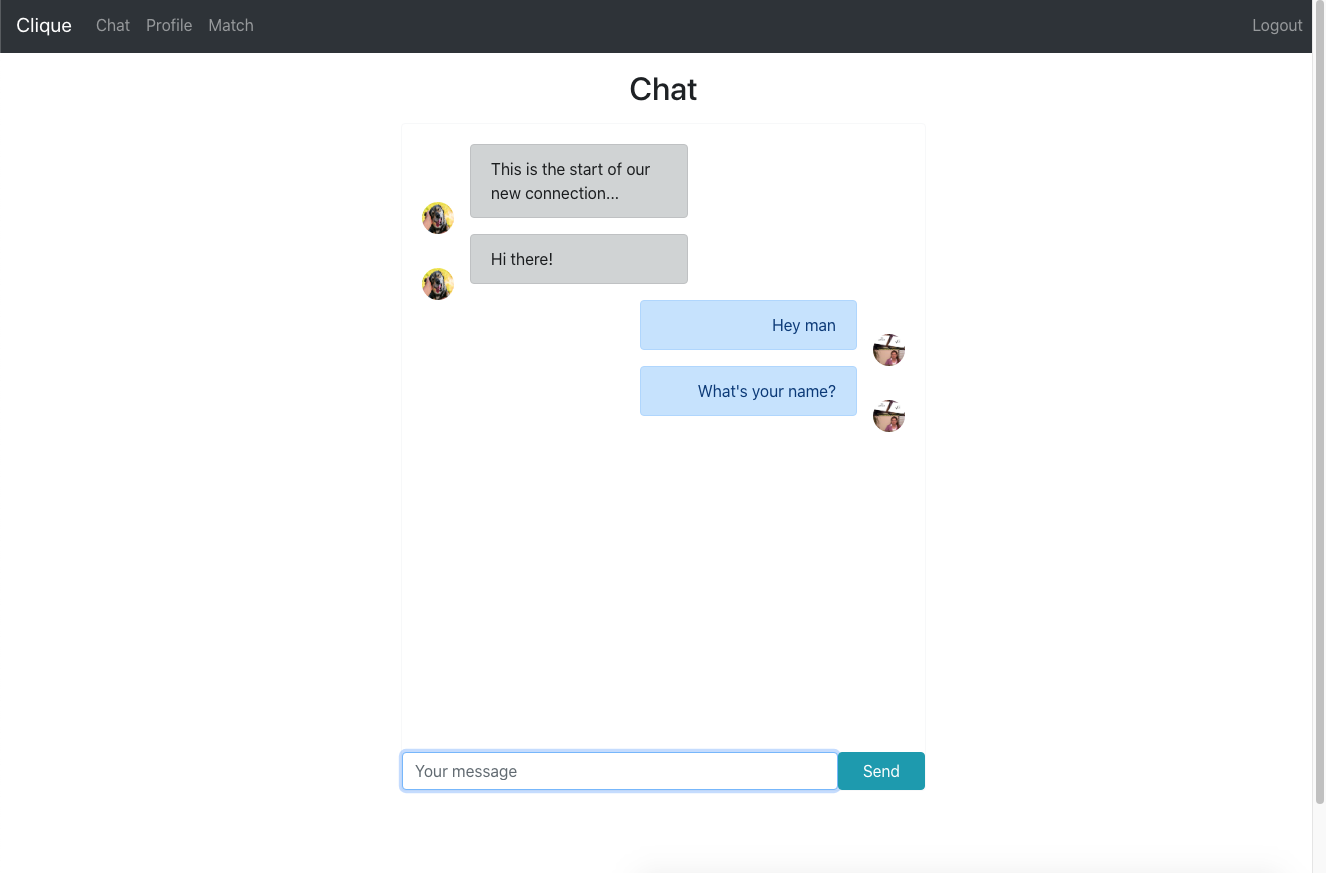 Clique Chat Profile Match Logout
Chat
This is the start of our
new connection...
Hi there!
Hey man
What's your name?
Your message Send